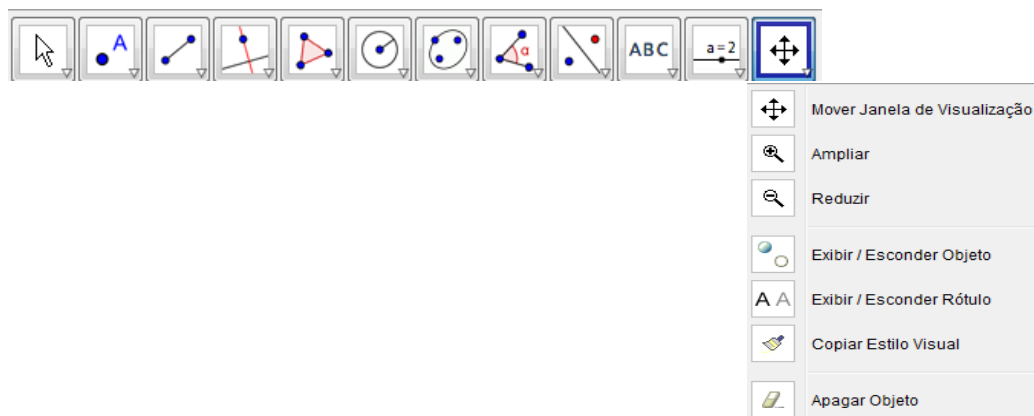 A
α
ABC
a=2
Mover Janela de Visualização
Ampliar
Reduzir
Exibir / Esconder Objeto
A A
Exibir / Esconder Rótulo
Copiar Estilo Visual
Apagar Objeto